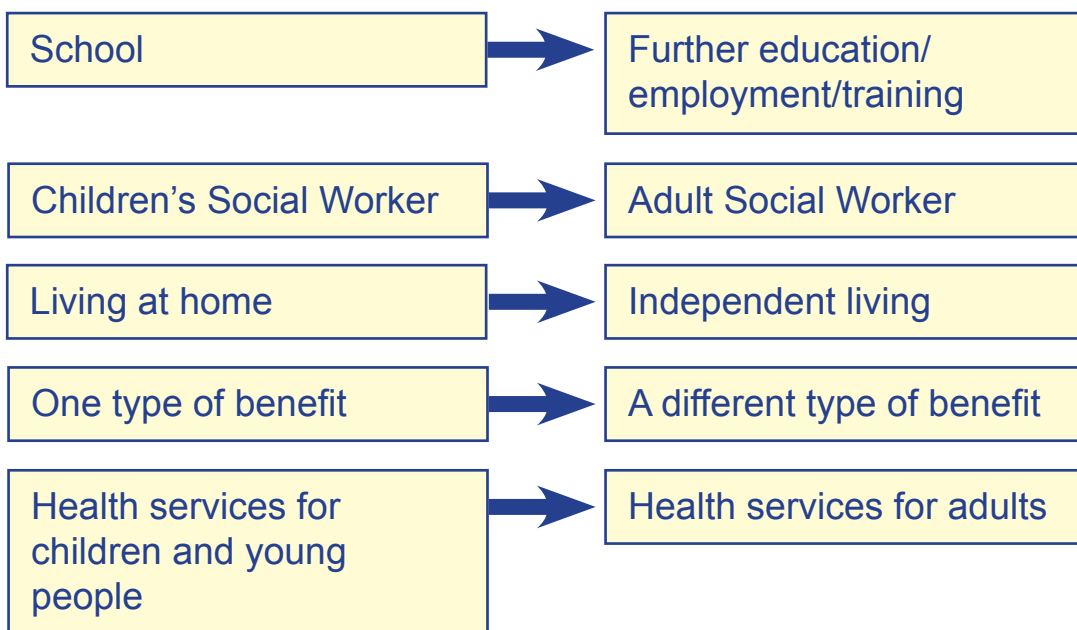 School
Further education/
employment/training
Children’s Social Worker
Adult Social Worker
Living at home
Independent living
One type of benefit
A different type of benefit
Health services for
children and young
people
Health services for adults